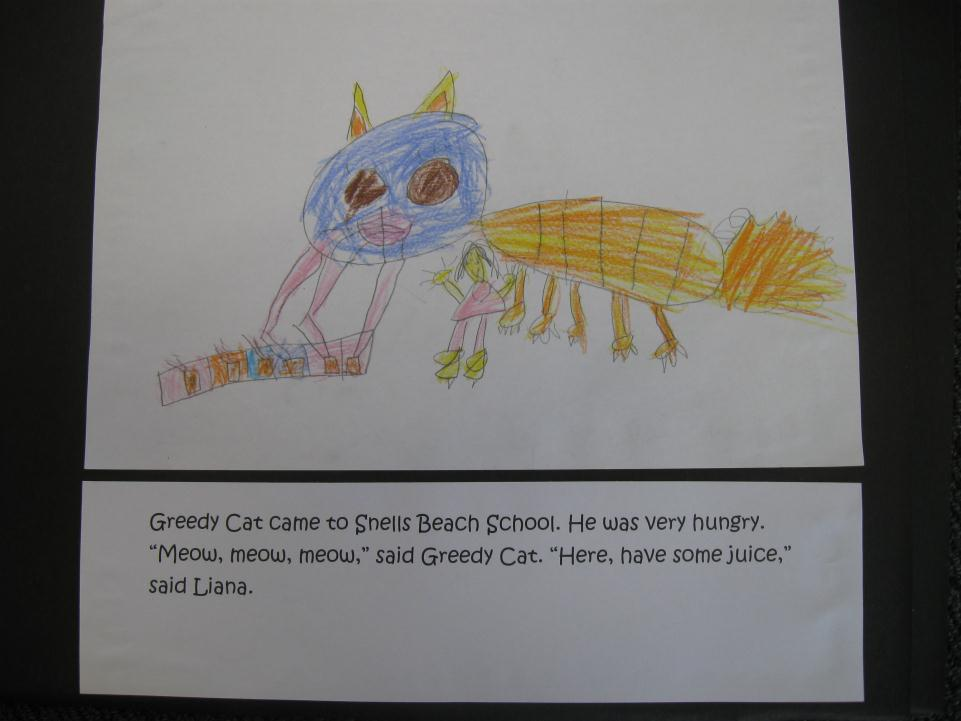 Greedy Cat came to Snells Beach School. He was very hungry.
“Meow, meow, meow,” said Greedy Cat. “Here, have some juice,”
said Liana.